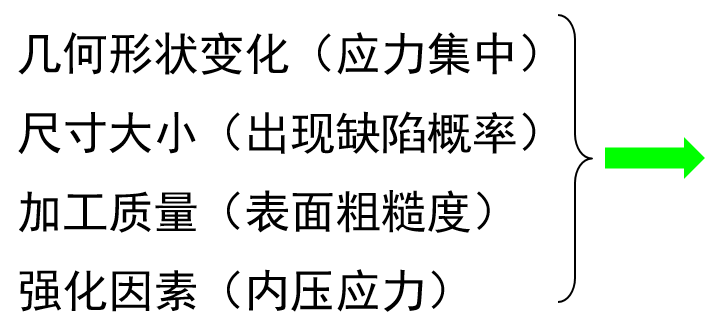 几何形状变化（应力集中）
尺寸大小（出现缺陷概率）
加工质量（表面粗糙度）
强化因素（内压应力）